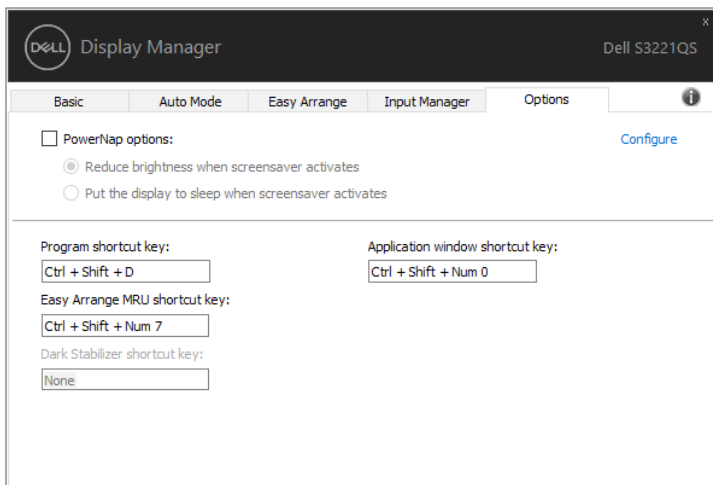 x
DELL Display Manager Dell S3221QS
Basic Auto Mode Easy Arrange Input Manager Options i
PowerNap options: Configure
Reduce brightness when screensaver activates
Put the display to sleep when screensaver activates
Program shortcut key: Application window shortcut key:
Ctrl + Shift + D Ctrl + Shift + Num 0
Easy Arrange MRU shortcut key:
Ctrl + Shift + Num 7
Dark Stabilizer shortcut key:
None